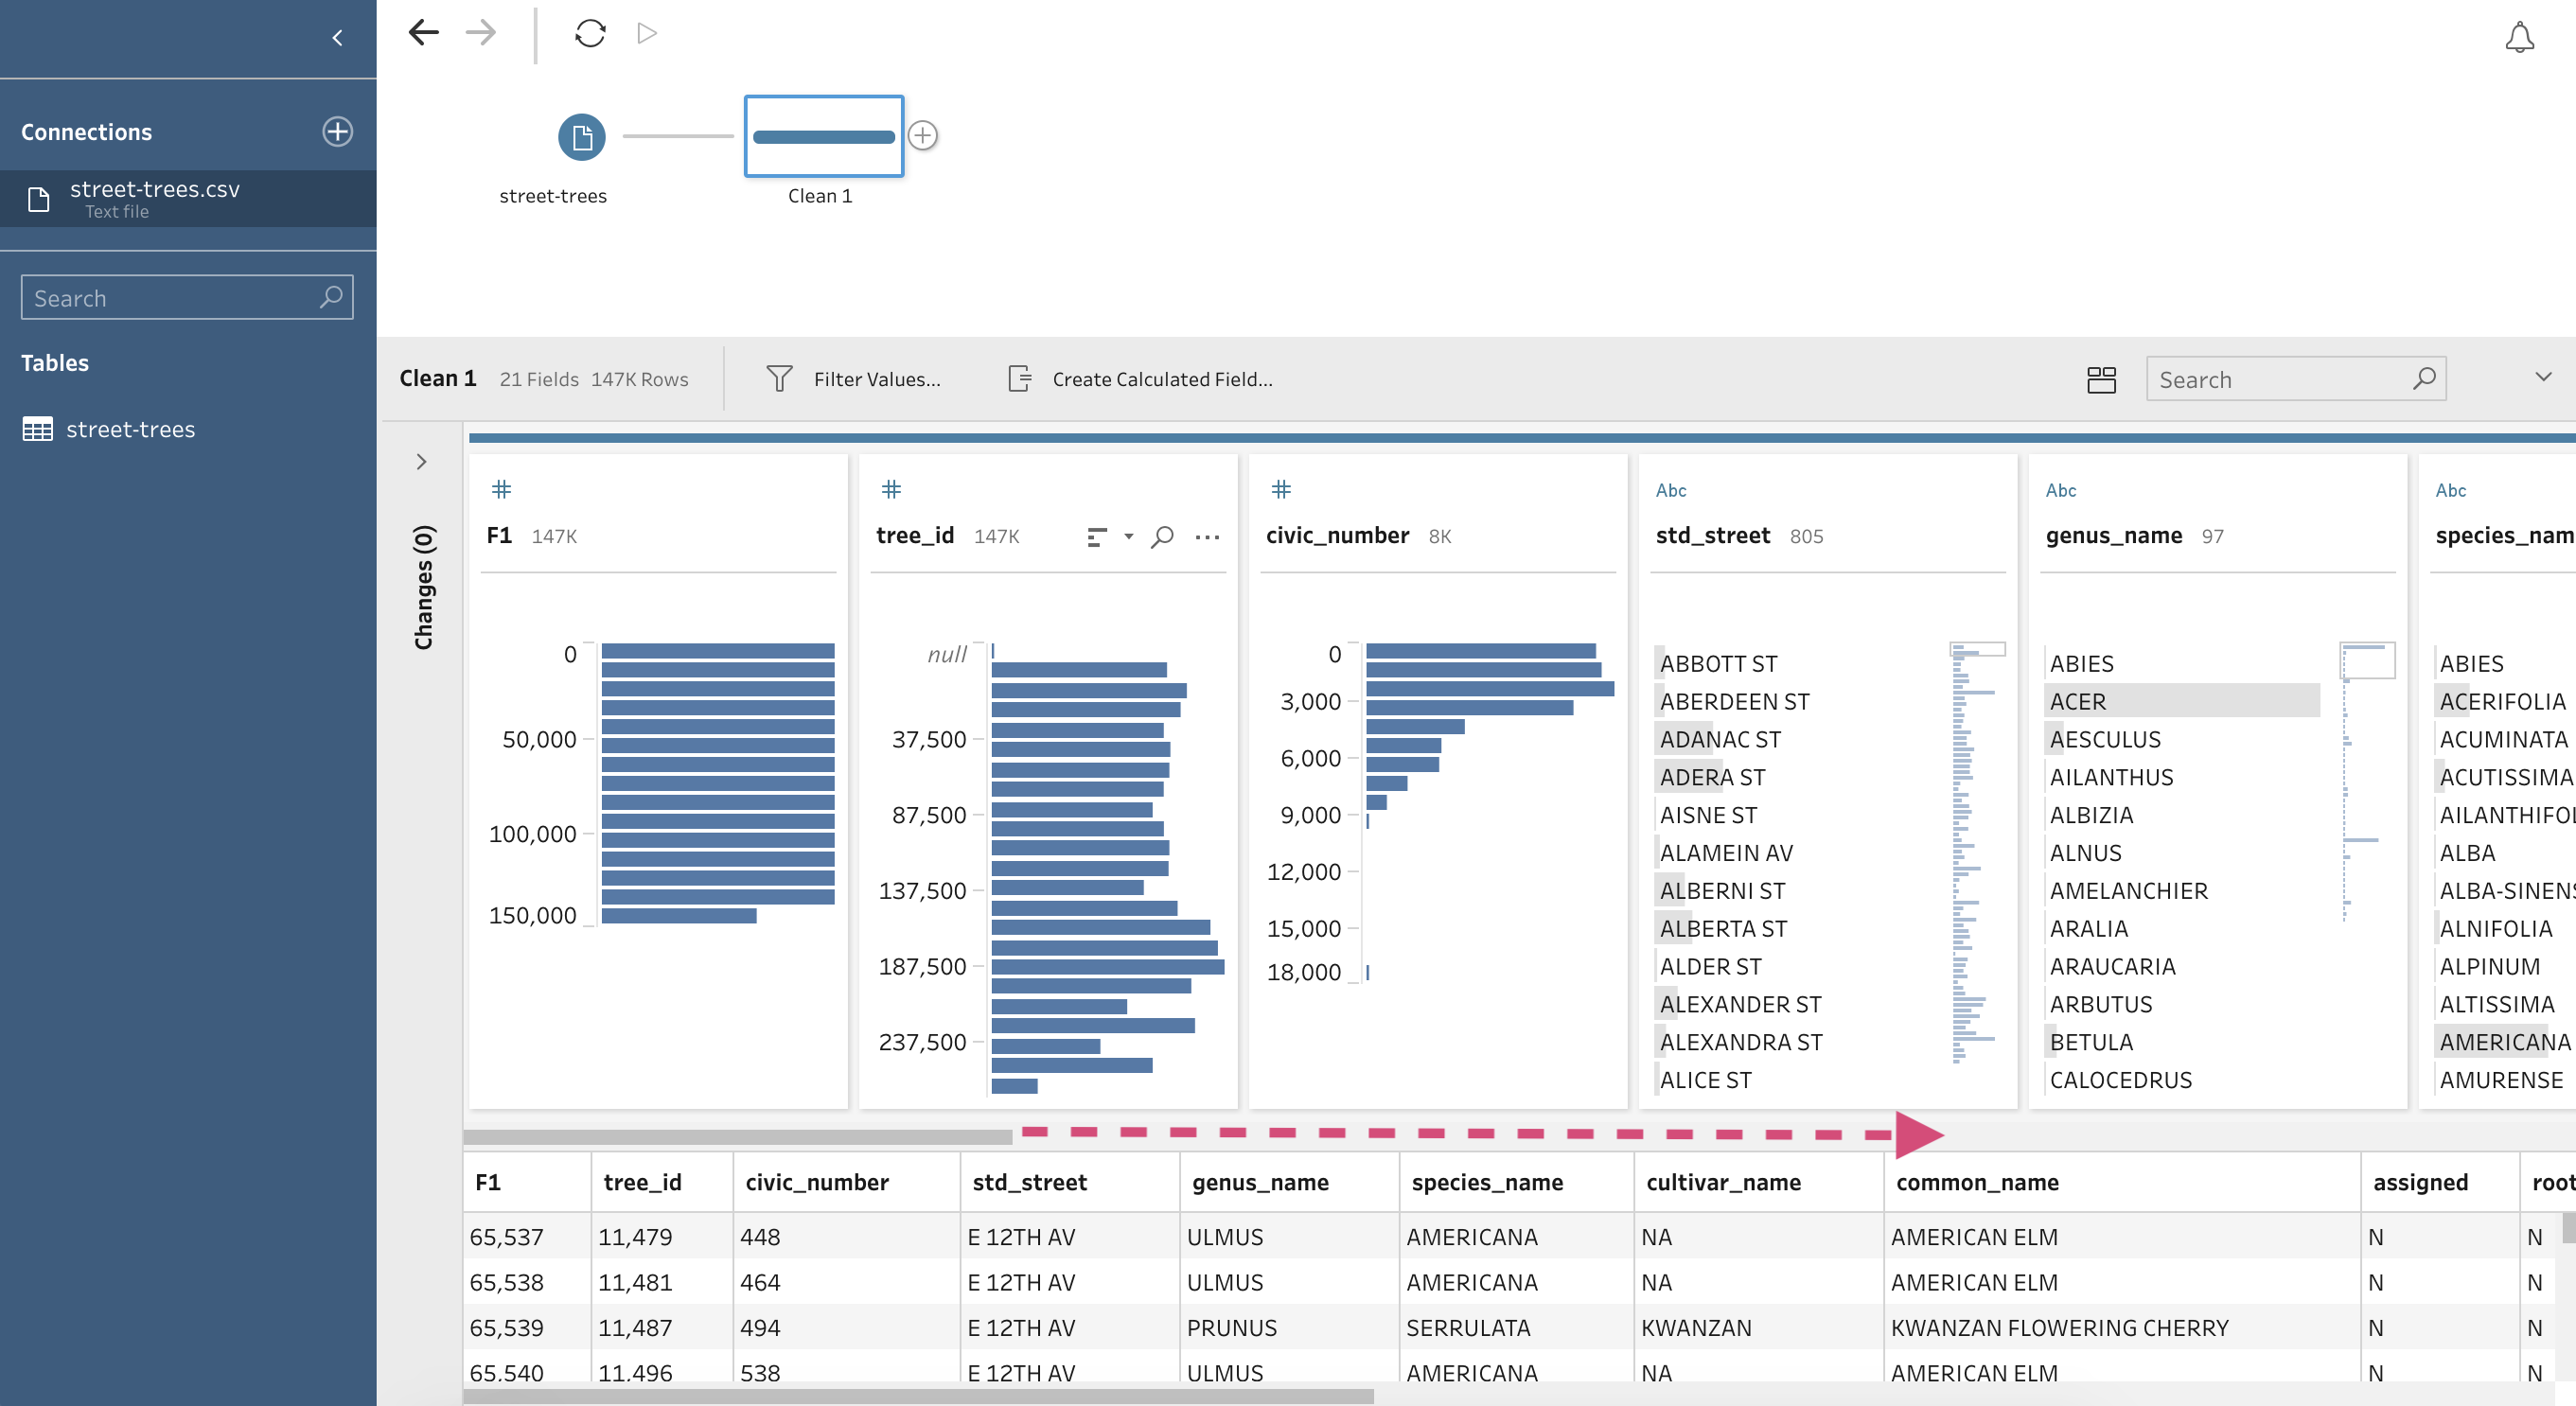 Connections
street-trees.csv
Text file
Search
Tables
street-trees
street-trees
Clean 1
Clean 1 21 Fields 147K Rows Filter Values... Create Calculated Field... Search
Changes (0)
# # # Abc Abc Abc
F1 147K
0
50,000
100,000
150,000
tree_id 147K
null
37,500
87,500
137,500
187,500
237,500
civic_number 8K
0
3,000
6,000
9,000
12,000
15,000
18,000
std_street 805
ABBOTT ST
ABERDEEN ST
ADANAC ST
ADERA ST
AISNE ST
ALAMEIN AV
ALBERNI ST
ALBERTA ST
ALDER ST
ALEXANDER ST
ALEXANDRA ST
ALICE ST
genus_name 97
ABIES
ACER
AESCULUS
AILANTHUS
ALBIZIA
ALNUS
AMELANCHIER
ARALIA
ARAUCARIA
ARBUTUS
BETULA
CALOCEDRUS
species_nam
ABIES
ACERIFOLIA
ACUMINATA
ACUTISSIMA
AILANTHIFOL
ALBA
ALBA-SINENS
ALNIFOLIA
ALPINUM
ALTISSIMA
AMERICANA
AMURENSE
F1 tree_id civic_number std_street genus_name species_name cultivar_name common_name assigned root
65,537 11,479 448 E 12TH AV ULMUS AMERICANA NA AMERICAN ELM N N
65,538 11,481 464 E 12TH AV ULMUS AMERICANA NA AMERICAN ELM N N
65,539 11,487 494 E 12TH AV PRUNUS SERRULATA KWANZAN KWANZAN FLOWERING CHERRY N N
65,540 11,496 538 E 12TH AV ULMUS AMERICANA NA AMERICAN ELM N N